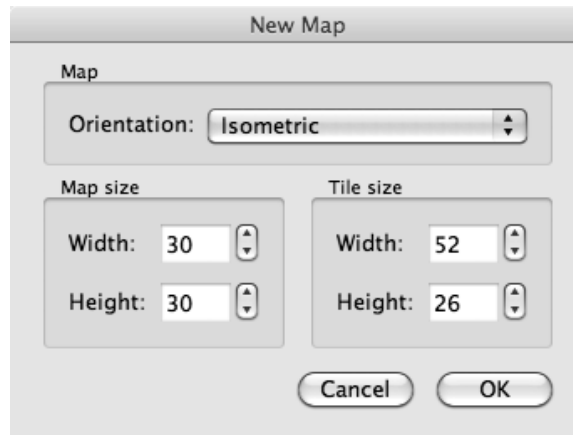 New Map
Map
Orientation: Isometric
Map size
Width: 30
Height: 30
Tile size
Width: 52
Height: 26
Cancel OK